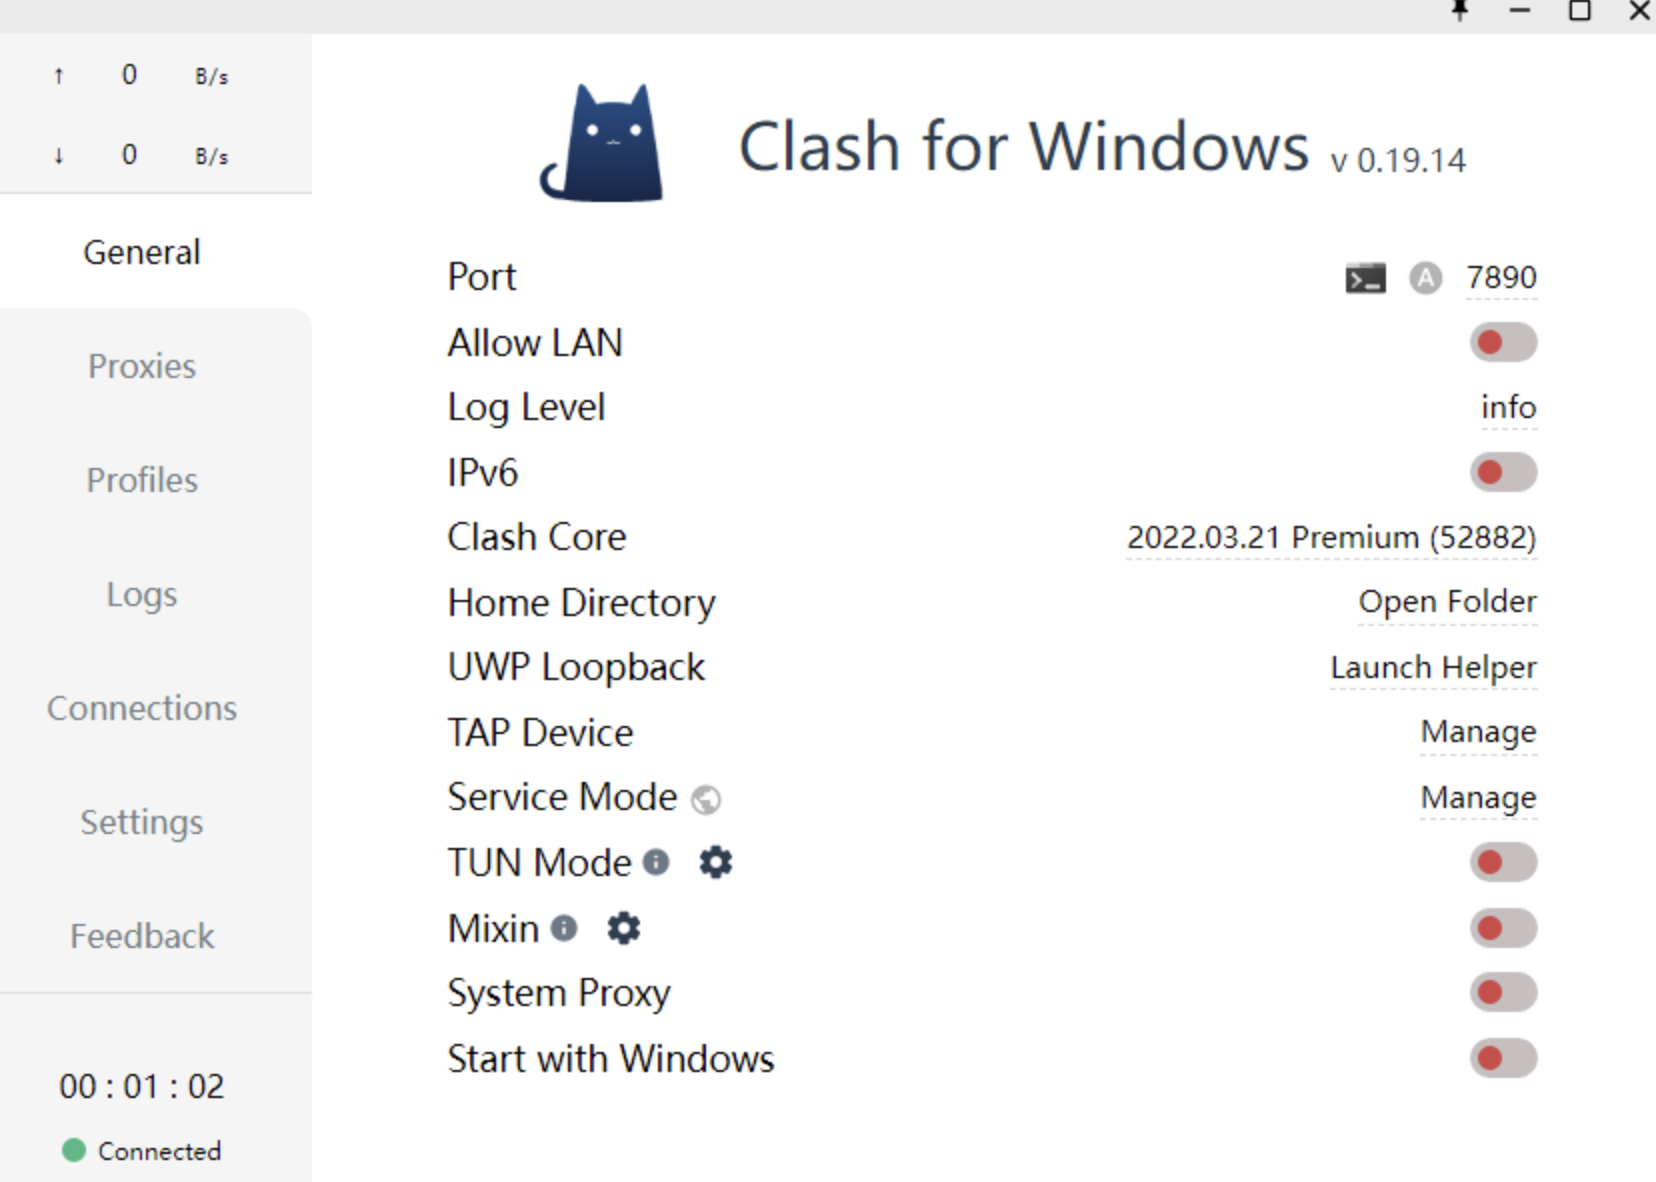 ↑ 0 B/s
↓ 0 B/s
General
Proxies
Profiles
Logs
Connections
Settings
Feedback
00 : 01 : 02
Connected
Clash for Windows v 0.19.14
Port A 7890
Allow LAN
Log Level info
IPv6
Clash Core 2022.03.21 Premium (52882)
Home Directory Open Folder
UWP Loopback Launch Helper
TAP Device Manage
Service Mode Manage
TUN Mode
Mixin
System Proxy
Start with Windows